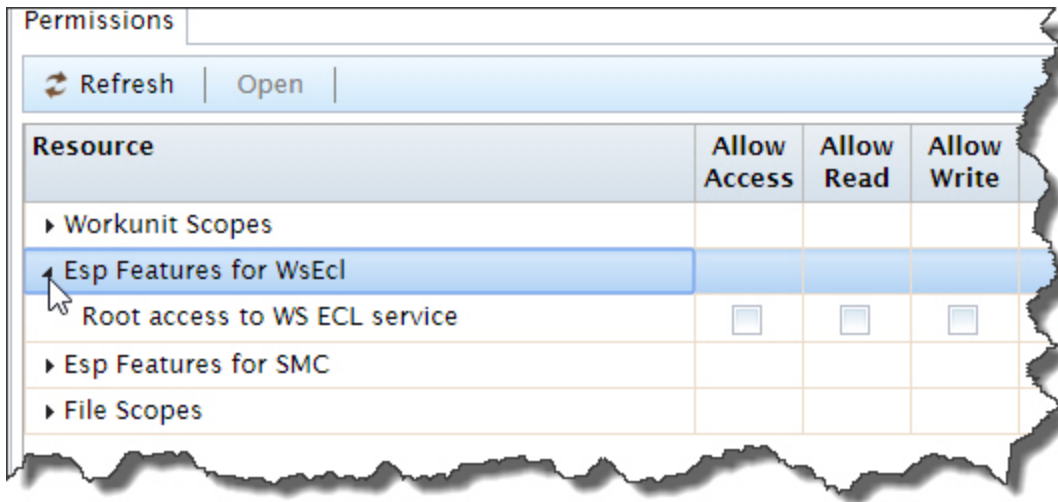 Permissions
Refresh Open
Resource Allow Access Allow Read Allow Write
Workunit Scopes
Esp Features for WsEcl
Root access to WS ECL service
Esp Features for SMC
File Scopes